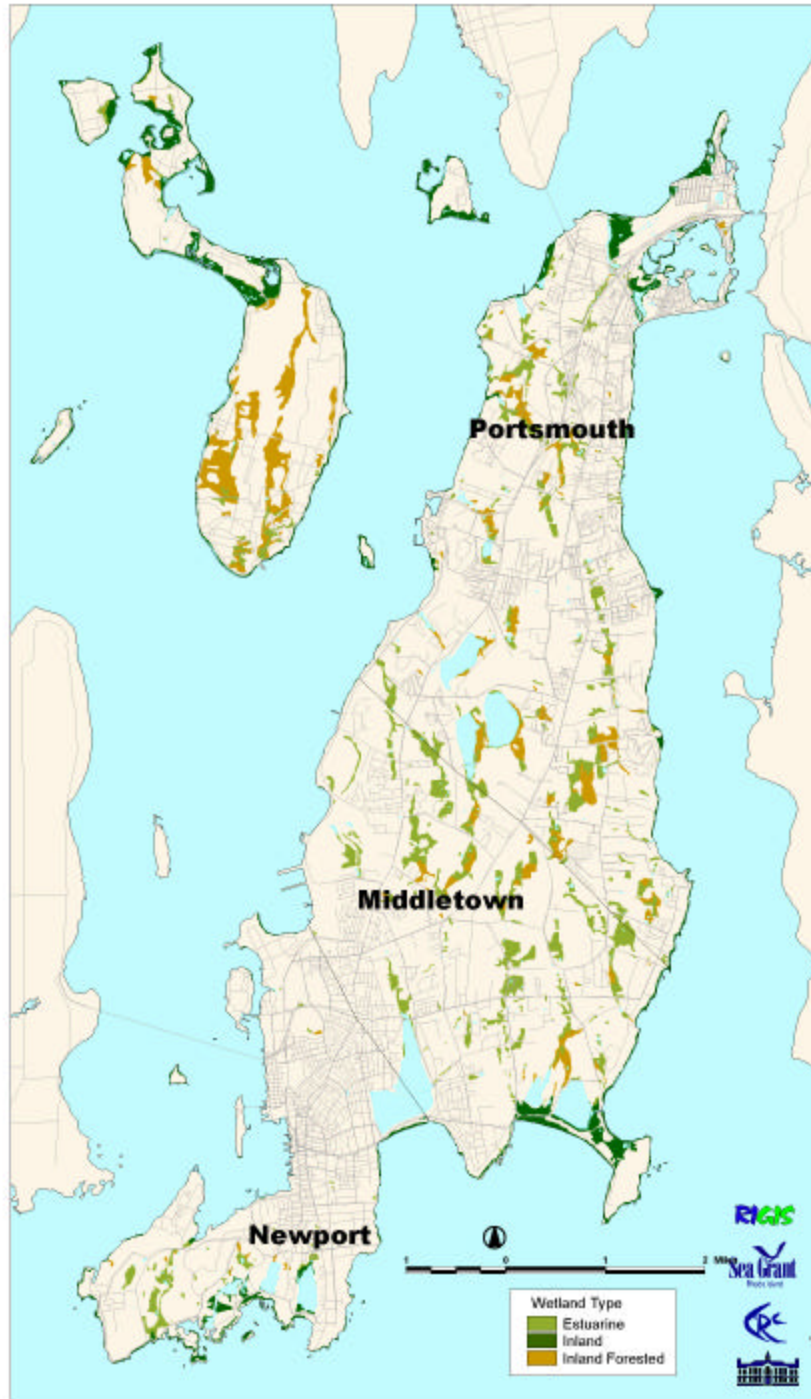 Portsmouth
Middletown
Newport
1 0 1 2 Miles
RIGIS
Sea Grant
Rhode Island
CRC
Wetland Type
Estuarine
Inland
Inland Forested